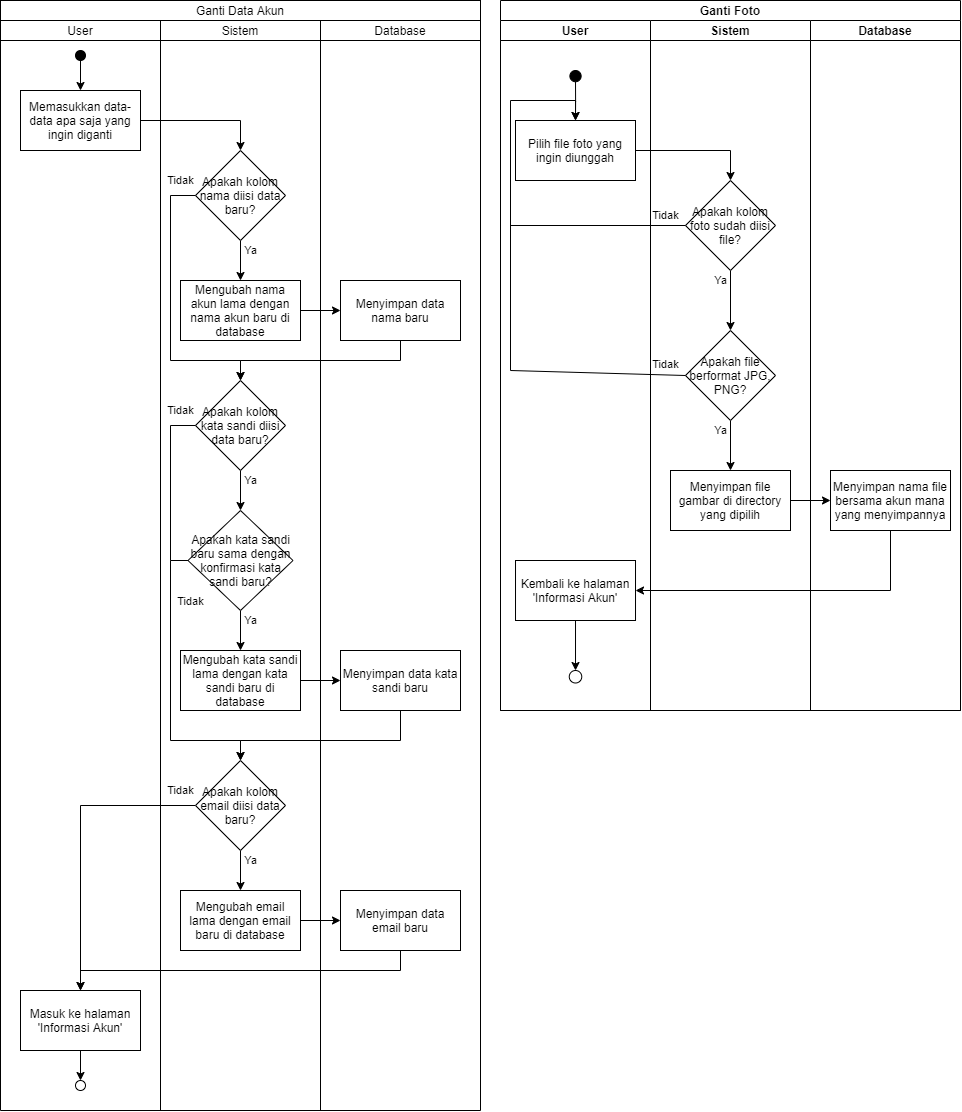 Ganti Data Akun
User
Sistem
Database
Memasukkan data-
data apa saja yang
ingin diganti
Tidak
Apakah kolom
nama diisi data
baru?
Ya
Mengubah nama
akun lama dengan
nama akun baru di
database
Menyimpan data
nama baru
Tidak
Apakah kolom
kata sandi diisi
data baru?
Ya
Apakah kata sandi
baru sama dengan
konfirmasi kata
sandi baru?
Tidak
Ya
Mengubah kata sandi
lama dengan kata
sandi baru di
database
Menyimpan data kata
sandi baru
Tidak
Apakah kolom
email diisi data
baru?
Ya
Mengubah email
lama dengan email
baru di database
Menyimpan data
email baru
Masuk ke halaman
'Informasi Akun'
Ganti Foto
User
Sistem
Database
Pilih file foto yang
ingin diunggah
Tidak
Apakah kolom
foto sudah diisi
file?
Ya
Tidak
Apakah file
berformat JPG,
PNG?
Ya
Menyimpan file
gambar di directory
yang dipilih
Menyimpan nama file
bersama akun mana
yang menyimpannya
Kembali ke halaman
'Informasi Akun'